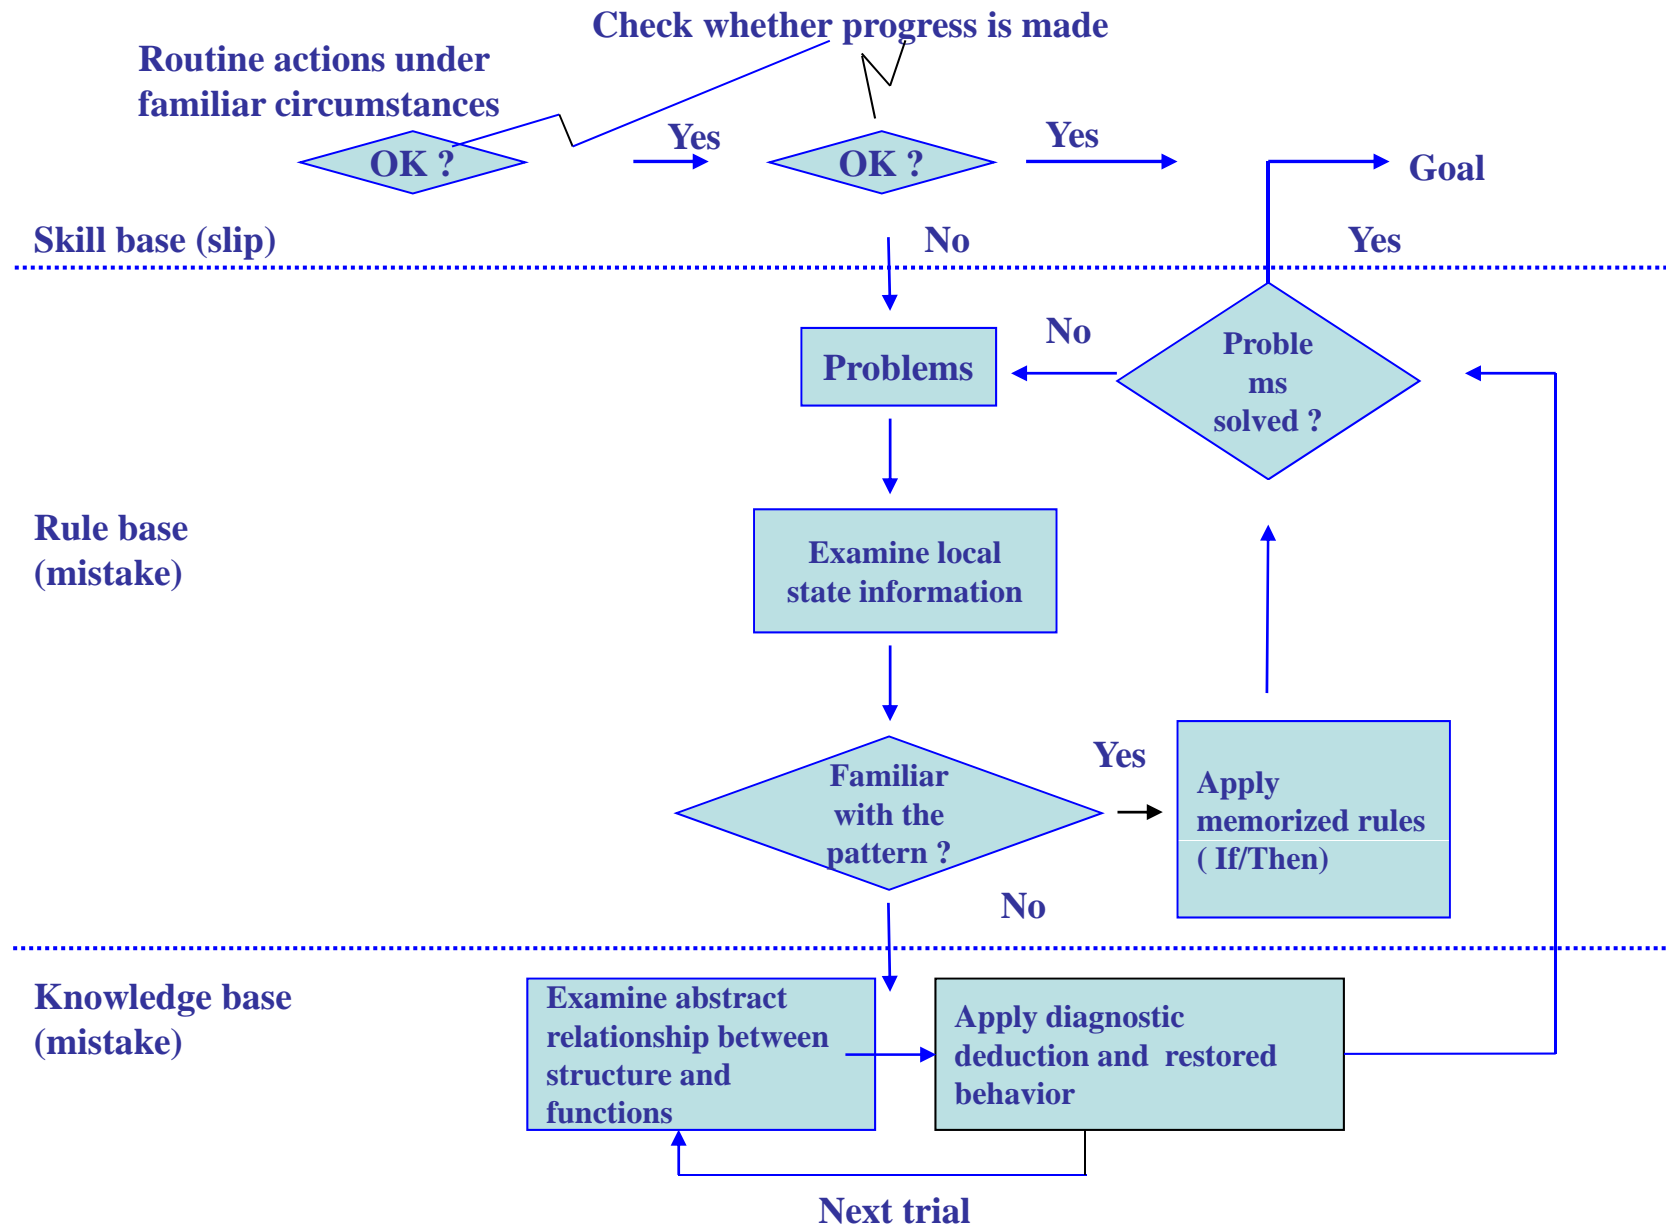 Check whether progress is made
Routine actions under
familiar circumstances
Yes
Yes
OK ?
OK ?
Goal
Skill base (slip)
No
Yes
No
Proble
ms
solved ?
Problems
Rule base
(mistake)
Examine local
state information
Yes
Familiar
with the
pattern ?
Apply
memorized rules
( If/Then)
No
Knowledge base
(mistake)
Examine abstract
relationship between
structure and
functions
Apply diagnostic
deduction and  restored
behavior
Next trial